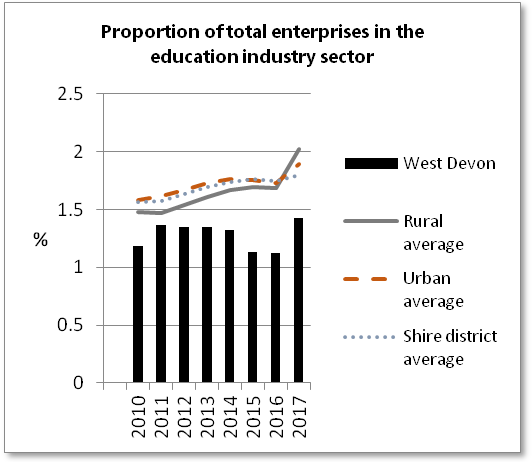 Proportion of total enterprises in the
education industry sector
2.5
2
1.5
1
0.5
0
%
2010
2011
2012
2013
2014
2015
2016
2017
West Devon
Rural
average
Urban
average
Shire district
average